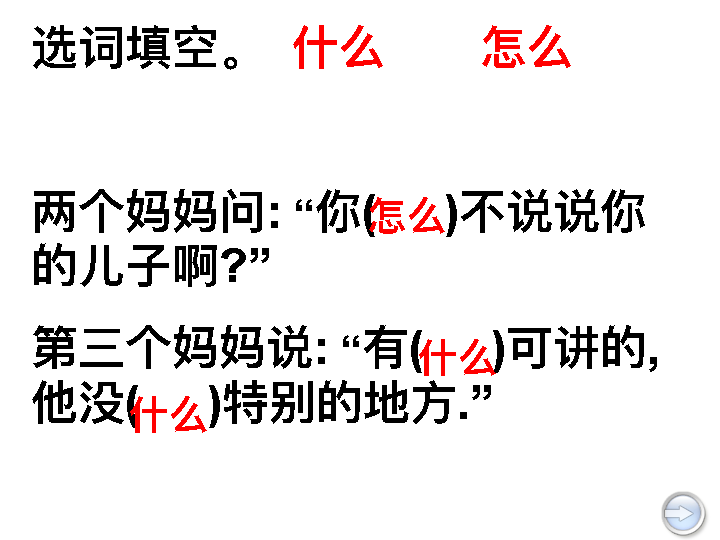 选词填空。 什么 怎么
两个妈妈问: “你(怎么)不说说你
的儿子啊?”
第三个妈妈说: “有(什么)可讲的,
他没(什么)特别的地方.”